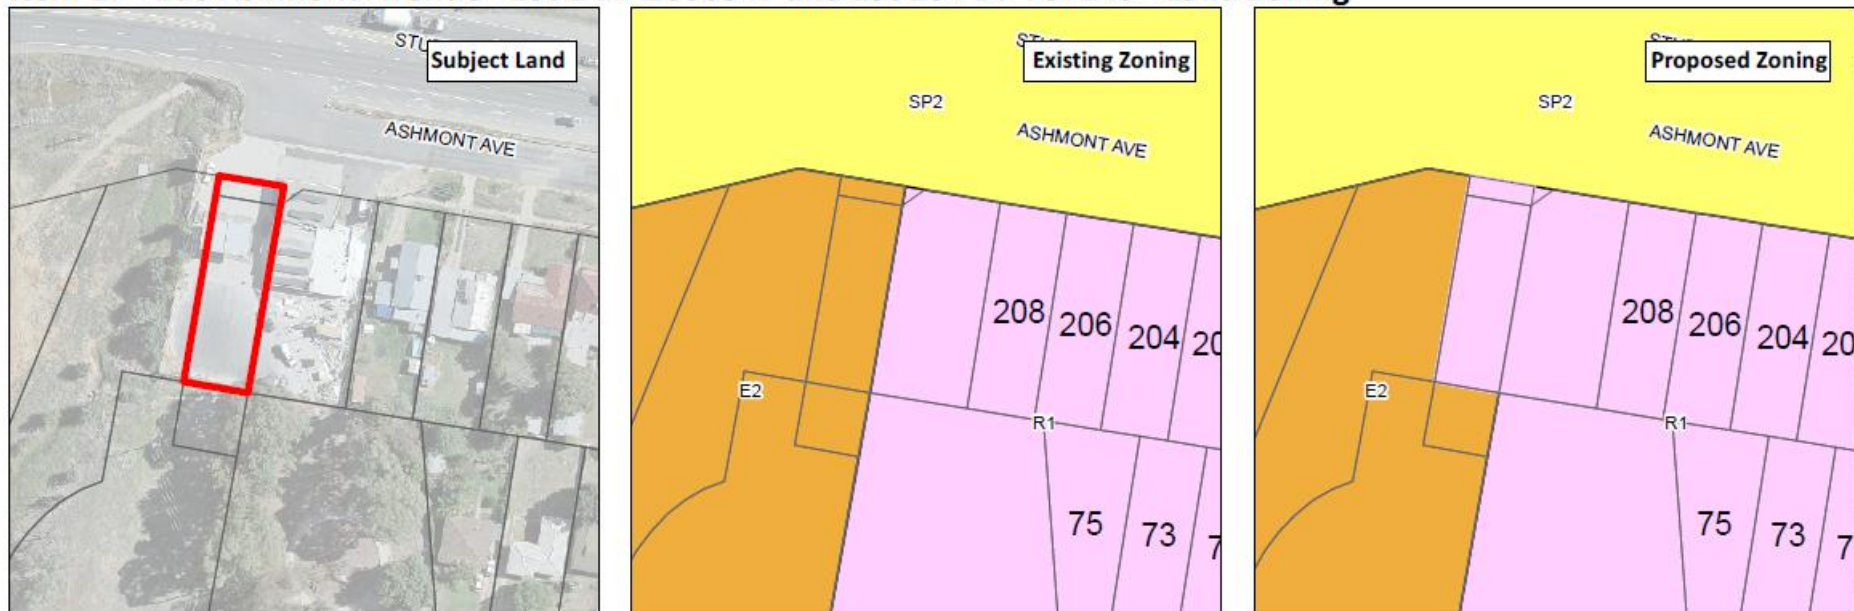 Subject Land
ASHMONT AVE
Existing Zoning
SP2
ASHMONT AVE
208
206
204
E2
R1
75
73
Proposed Zoning
SP2
ASHMONT AVE
208
206
204
E2
R1
75
73